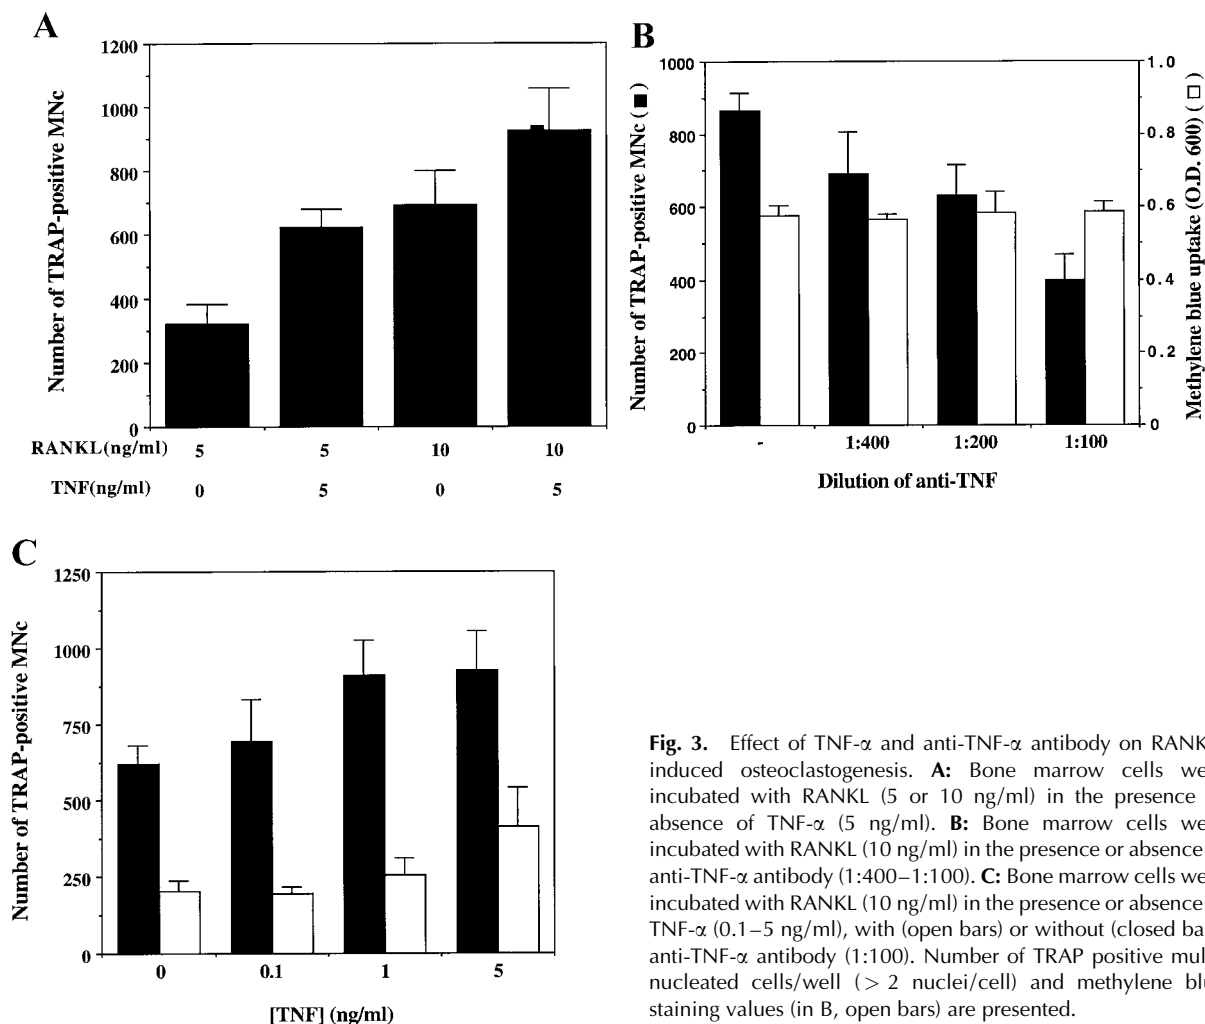 A
1200
1000
800
600
400
200
0
Number of TRAP-positive MNc
RANKL(ng/ml) 5 5 10 10
TNF(ng/ml) 0 5 0 5
B
1000
800
600
400
200
0
Number of TRAP-positive MNc (■)
1.0
0.8
0.6
0.4
0.2
0
Methylene blue uptake (O.D. 600) (□)
- 1:400 1:200 1:100
Dilution of anti-TNF
C
1250
1000
750
500
250
0
Number of TRAP-positive MNc
0 0.1 1 5
[TNF] (ng/ml)
Fig. 3. Effect of TNF-α and anti-TNF-α antibody on RANK
induced osteoclastogenesis. A: Bone marrow cells we
incubated with RANKL (5 or 10 ng/ml) in the presence
absence of TNF-α (5 ng/ml). B: Bone marrow cells we
incubated with RANKL (10 ng/ml) in the presence or absence
anti-TNF-α antibody (1:400–1:100). C: Bone marrow cells we
incubated with RANKL (10 ng/ml) in the presence or absence
TNF-α (0.1–5 ng/ml), with (open bars) or without (closed ba
anti-TNF-α antibody (1:100). Number of TRAP positive mul
nucleated cells/well (> 2 nuclei/cell) and methylene blu
staining values (in B, open bars) are presented.